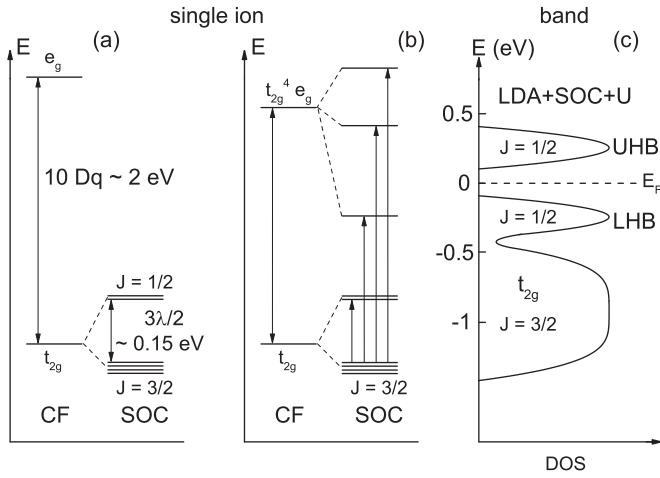 single ion
band
E
(a)
e_g
10 Dq ~ 2 eV
J = 1/2
3λ/2
~ 0.15 eV
t_2g
J = 3/2
CF
SOC
E
(b)
t_2g^4 e_g
t_2g
J = 3/2
CF
SOC
E (eV)
(c)
LDA+SOC+U
0.5
J = 1/2
UHB
0
E_F
J = 1/2
LHB
-0.5
t_2g
-1
J = 3/2
DOS